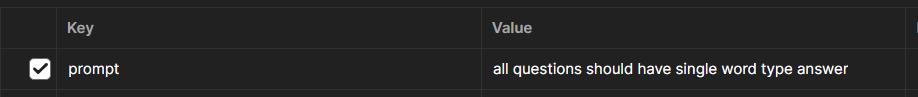 Key Value
prompt all questions should have single word type answer